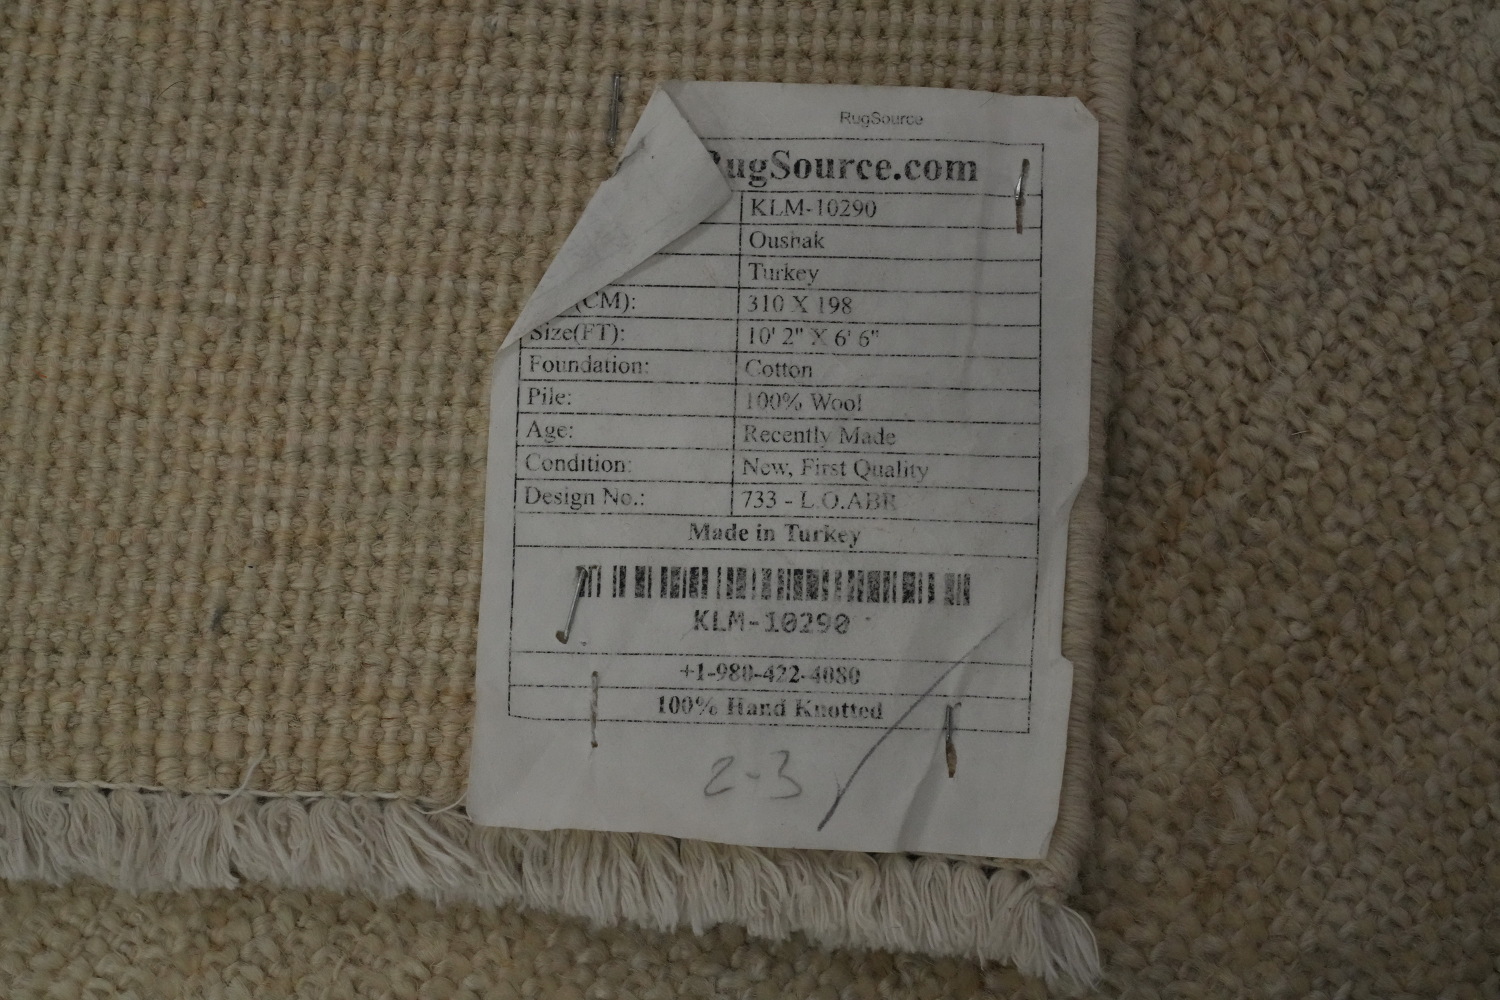 RugSource
RugSource.com
KLM-10290
Oushak
Turkey
(CM): 310 X 198
Size(FT): 10' 2" X 6' 6"
Foundation: Cotton
Pile: 100% Wool
Age: Recently Made
Condition: New, First Quality
Design No.: 733 - L.O.ABR
Made in Turkey
KLM-10290
+1-980-422-4080
100% Hand Knotted
2-3